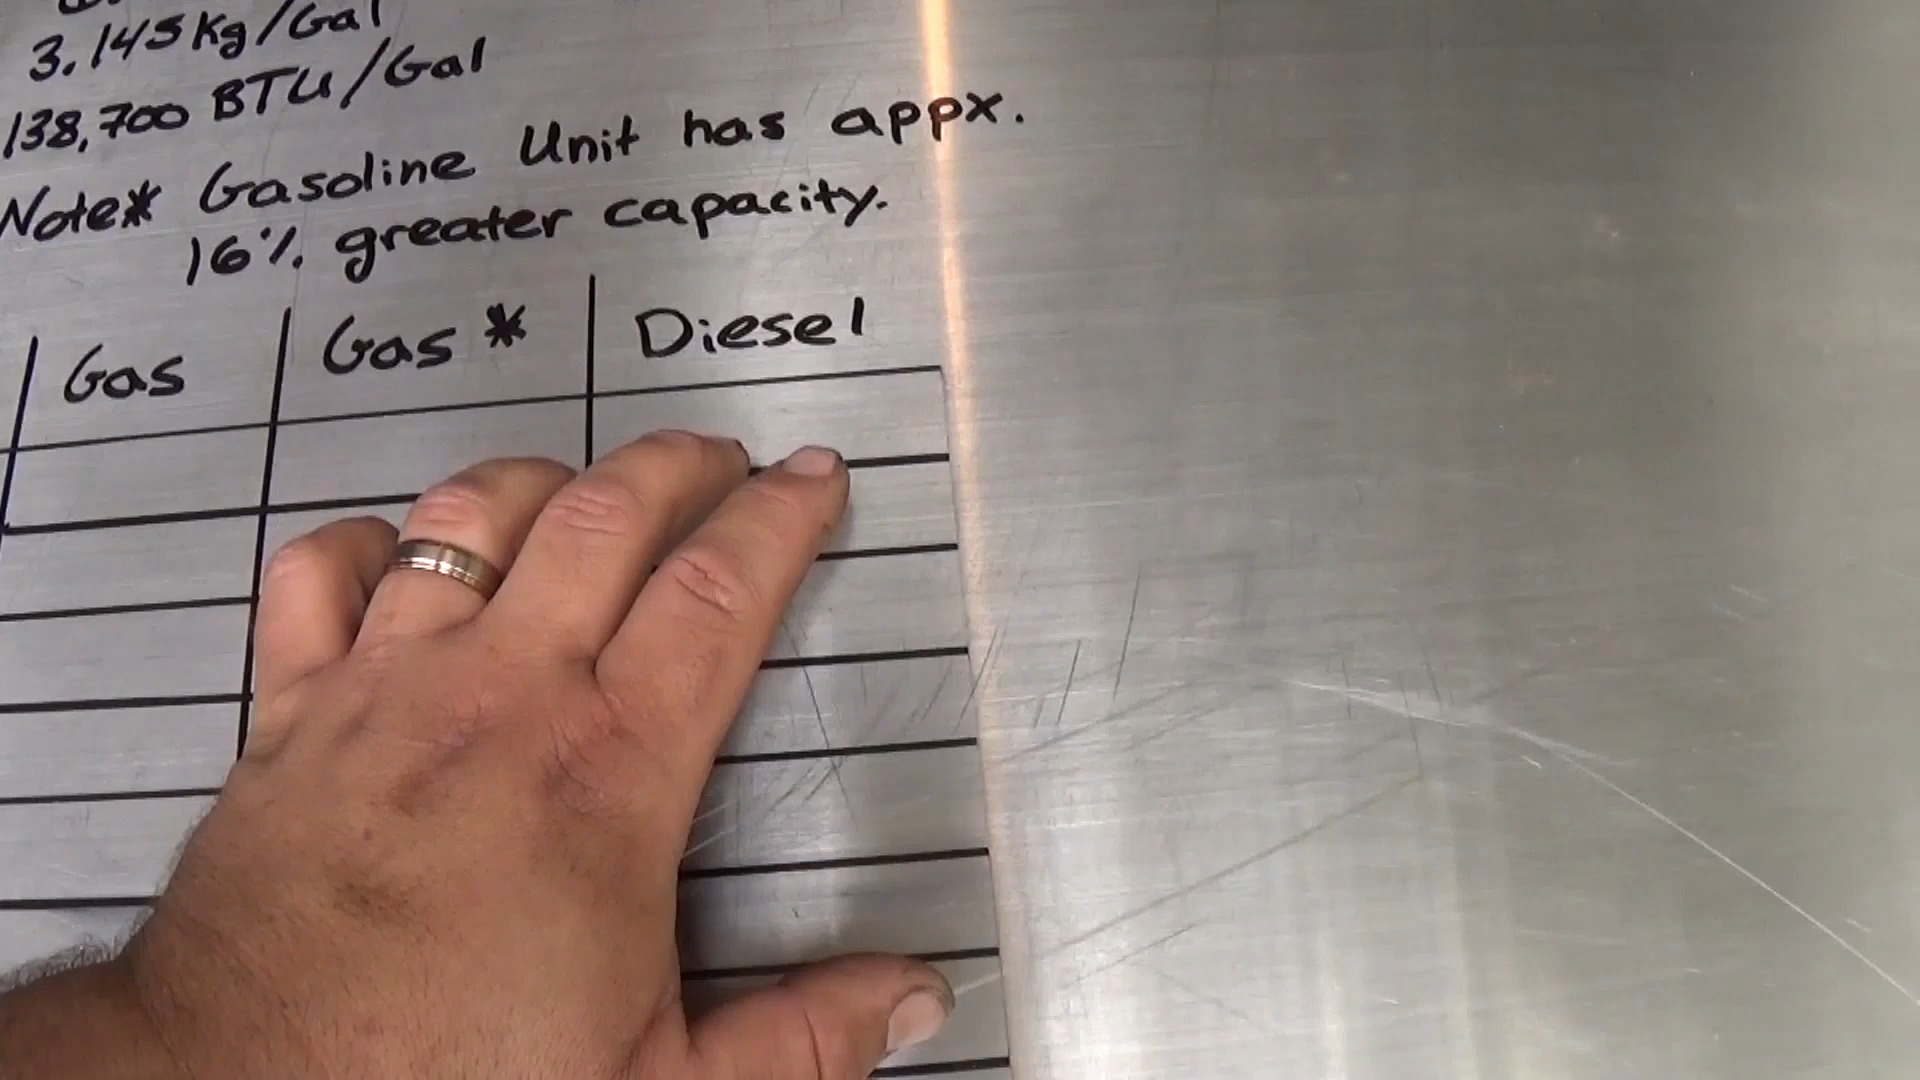 3.145 Kg/Gal
138,700 BTU/Gal
Note* Gasoline Unit has appx.
16% greater capacity.
Gas Gas* Diesel